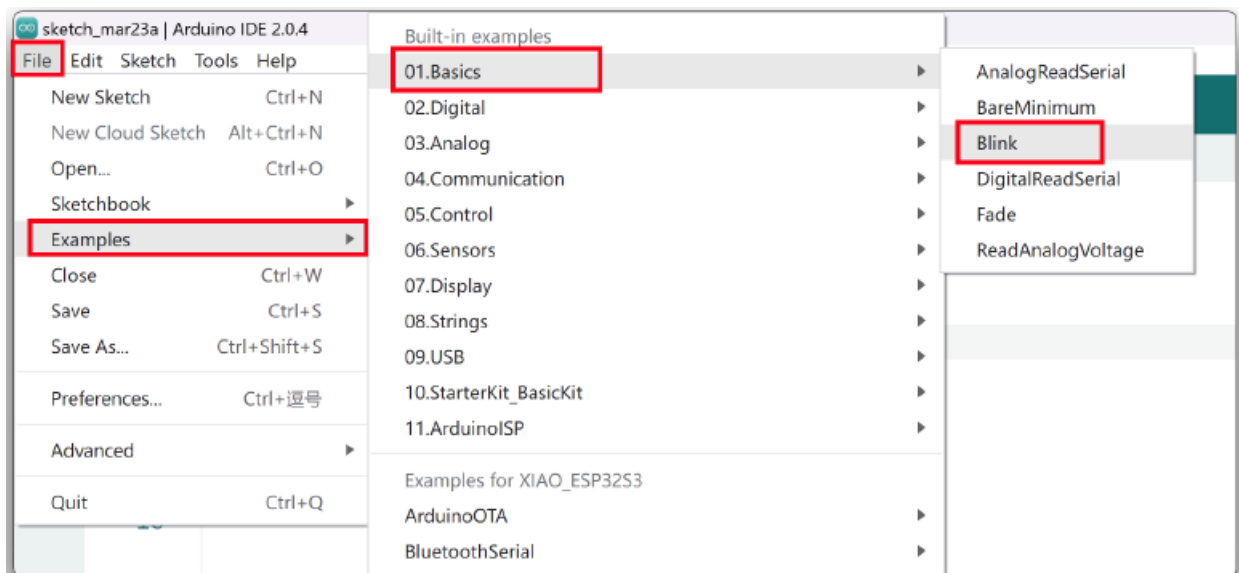 sketch_mar23a | Arduino IDE 2.0.4
File Edit Sketch Tools Help
New Sketch Ctrl+N
New Cloud Sketch Alt+Ctrl+N
Open... Ctrl+O
Sketchbook
Examples
Close Ctrl+W
Save Ctrl+S
Save As... Ctrl+Shift+S
Preferences... Ctrl+逗号
Advanced
Quit Ctrl+Q
Built-in examples
01.Basics
02.Digital
03.Analog
04.Communication
05.Control
06.Sensors
07.Display
08.Strings
09.USB
10.StarterKit_BasicKit
11.ArduinoISP
Examples for XIAO_ESP32S3
ArduinoOTA
BluetoothSerial
AnalogReadSerial
BareMinimum
Blink
DigitalReadSerial
Fade
ReadAnalogVoltage